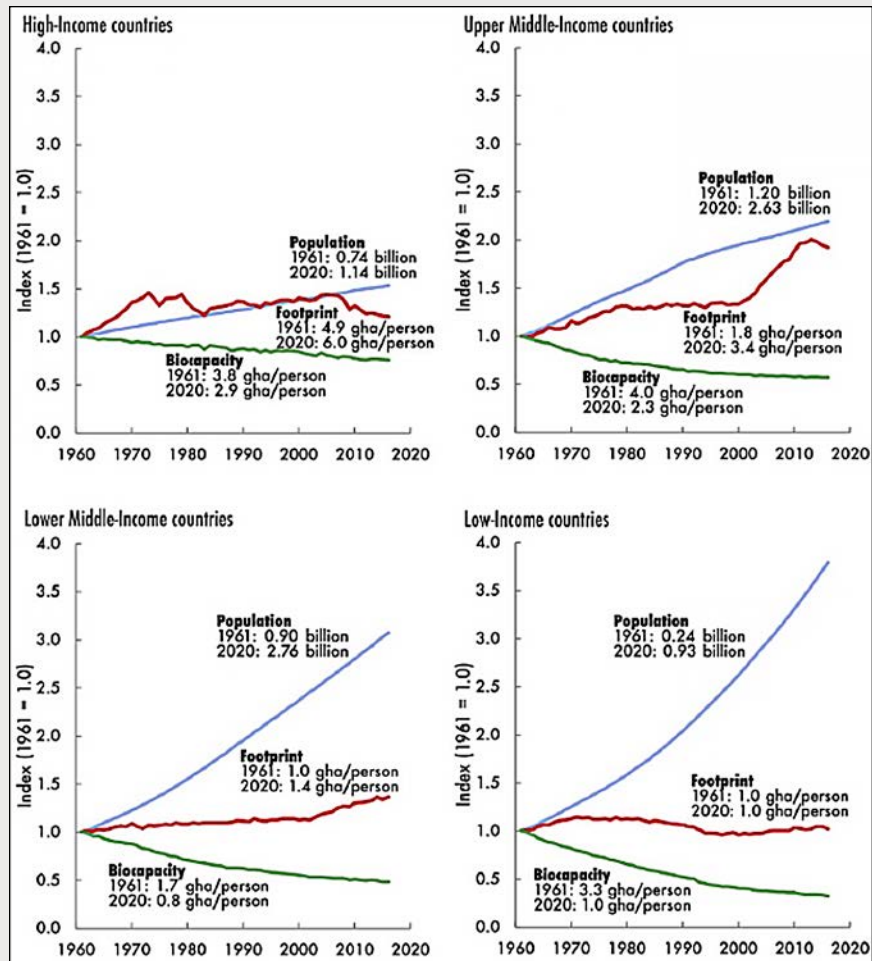 High-Income countries
4.0
3.5
3.0
2.5
2.0
1.5
1.0
0.5
0.0
Index (1961 = 1.0)
Population
1961: 0.74 billion
2020: 1.14 billion
Footprint
1961: 4.9 gha/person
2020: 6.0 gha/person
Biocapacity
1961: 3.8 gha/person
2020: 2.9 gha/person
1960 1970 1980 1990 2000 2010 2020
Upper Middle-Income countries
4.0
3.5
3.0
2.5
2.0
1.5
1.0
0.5
0.0
Index (1961 = 1.0)
Population
1961: 1.20 billion
2020: 2.63 billion
Footprint
1961: 1.8 gha/person
2020: 3.4 gha/person
Biocapacity
1961: 4.0 gha/person
2020: 2.3 gha/person
1960 1970 1980 1990 2000 2010 2020
Lower Middle-Income countries
4.0
3.5
3.0
2.5
2.0
1.5
1.0
0.5
0.0
Index (1961 = 1.0)
Population
1961: 0.90 billion
2020: 2.76 billion
Footprint
1961: 1.0 gha/person
2020: 1.4 gha/person
Biocapacity
1961: 1.7 gha/person
2020: 0.8 gha/person
1960 1970 1980 1990 2000 2010 2020
Low-Income countries
4.0
3.5
3.0
2.5
2.0
1.5
1.0
0.5
0.0
Index (1961 = 1.0)
Population
1961: 0.24 billion
2020: 0.93 billion
Footprint
1961: 1.0 gha/person
2020: 1.0 gha/person
Biocapacity
1961: 3.3 gha/person
2020: 1.0 gha/person
1960 1970 1980 1990 2000 2010 2020